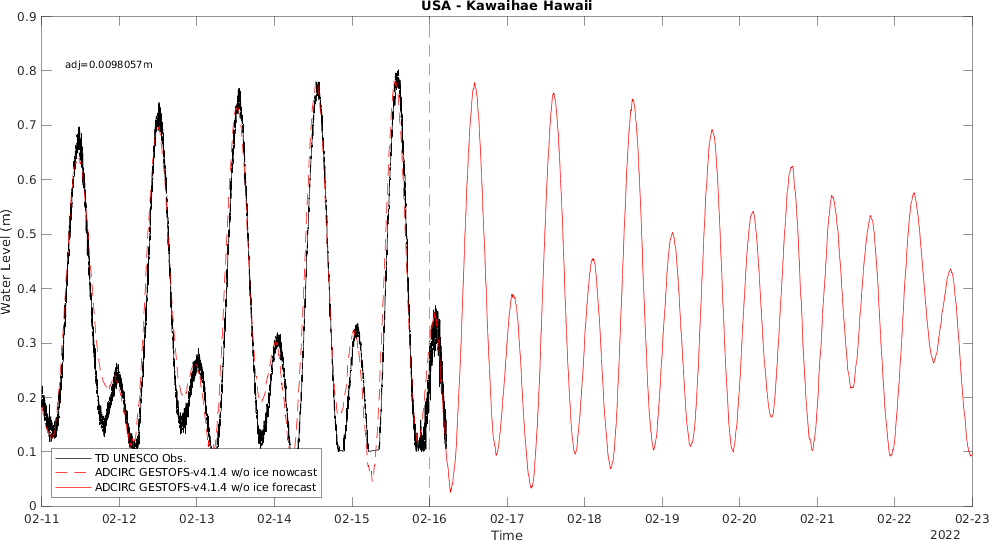 USA - Kawaihae Hawaii
adj=0.0098057m
Water Level (m)
0.9
0.8
0.7
0.6
0.5
0.4
0.3
0.2
0.1
0
TD UNESCO Obs.
ADCIRC GESTOFS-v4.1.4 w/o ice nowcast
ADCIRC GESTOFS-v4.1.4 w/o ice forecast
02-11 02-12 02-13 02-14 02-15 02-16 02-17 02-18 02-19 02-20 02-21 02-22 02-23
Time
2022